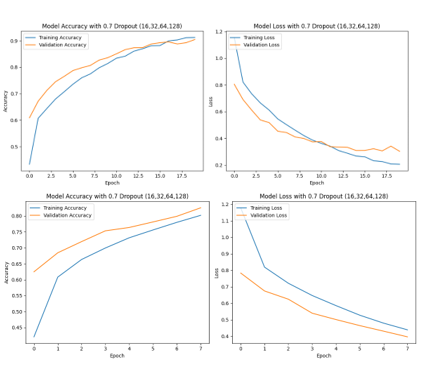 Model Accuracy with 0.7 Dropout (16,32,64,128)
Training Accuracy
Validation Accuracy
0.9
0.8
0.7
0.6
0.5
Accuracy
0.0 2.5 5.0 7.5 10.0 12.5 15.0 17.5
Epoch
Model Loss with 0.7 Dropout (16,32,64,128)
Training Loss
Validation Loss
1.2
1.0
0.8
0.6
0.4
0.2
Loss
0.0 2.5 5.0 7.5 10.0 12.5 15.0 17.5
Epoch
Model Accuracy with 0.7 Dropout (16,32,64,128)
Training Accuracy
Validation Accuracy
0.80
0.75
0.70
0.65
0.60
0.55
0.50
0.45
Accuracy
0 1 2 3 4 5 6 7
Epoch
Model Loss with 0.7 Dropout (16,32,64,128)
Training Loss
Validation Loss
1.2
1.1
1.0
0.9
0.8
0.7
0.6
0.5
0.4
Loss
0 1 2 3 4 5 6 7
Epoch